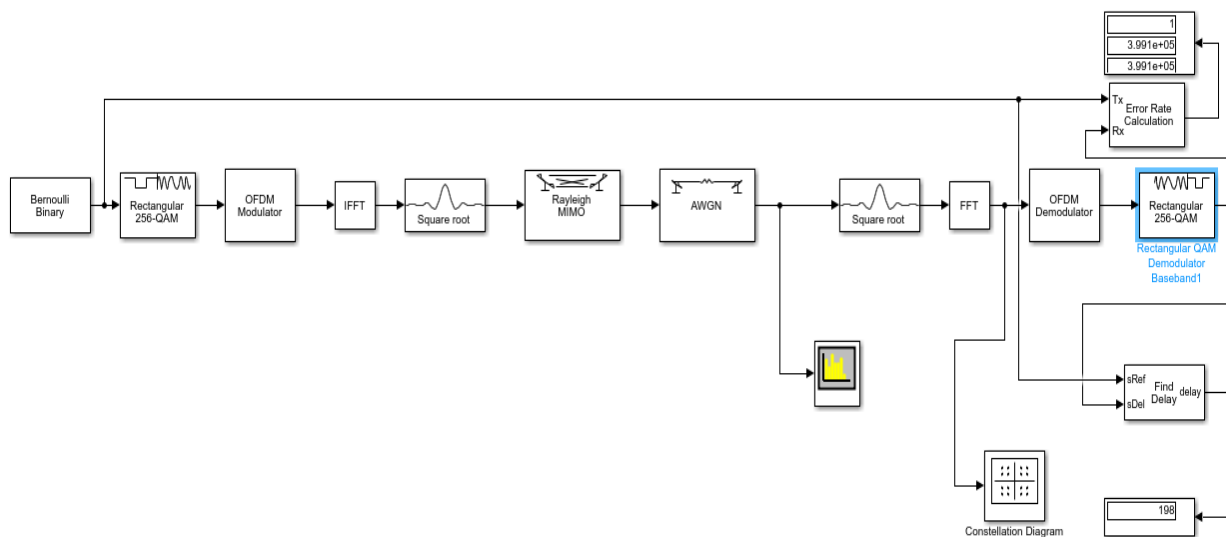 1
3.991e+05
3.991e+05
Tx
Rx
Error Rate
Calculation
Bernoulli
Binary
Rectangular
256-QAM
OFDM
Modulator
IFFT
Square root
Rayleigh
MIMO
AWGN
Square root
FFT
OFDM
Demodulator
Rectangular
256-QAM
Rectangular QAM
Demodulator
Baseband1
sRef
sDel
Find
Delay
delay
Constellation Diagram
198